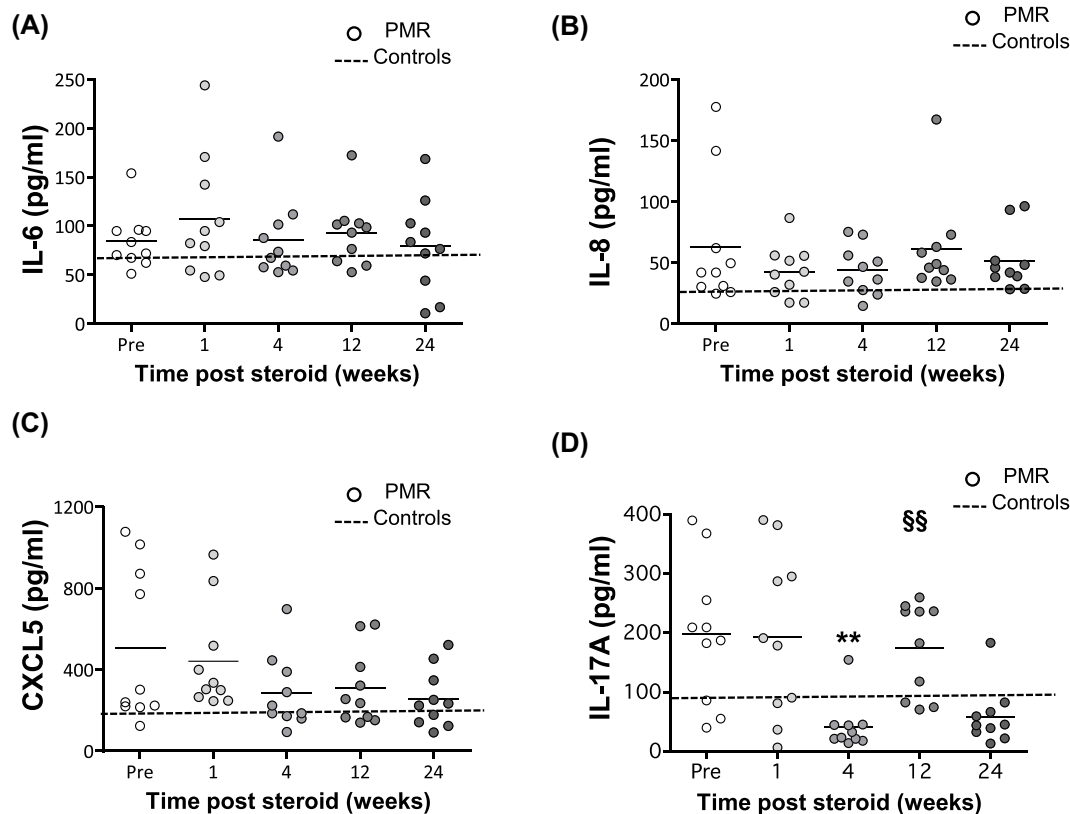 (A)
PMR
Controls
IL-6 (pg/ml)
250
200
150
100
50
0
Pre 1 4 12 24
Time post steroid (weeks)
(B)
PMR
Controls
IL-8 (pg/ml)
200
150
100
50
0
Pre 1 4 12 24
Time post steroid (weeks)
(C)
PMR
Controls
CXCL5 (pg/ml)
1200
800
400
0
Pre 1 4 12 24
Time post steroid (weeks)
(D)
PMR
Controls
IL-17A (pg/ml)
400
300
200
100
0
§§
**
Pre 1 4 12 24
Time post steroid (weeks)